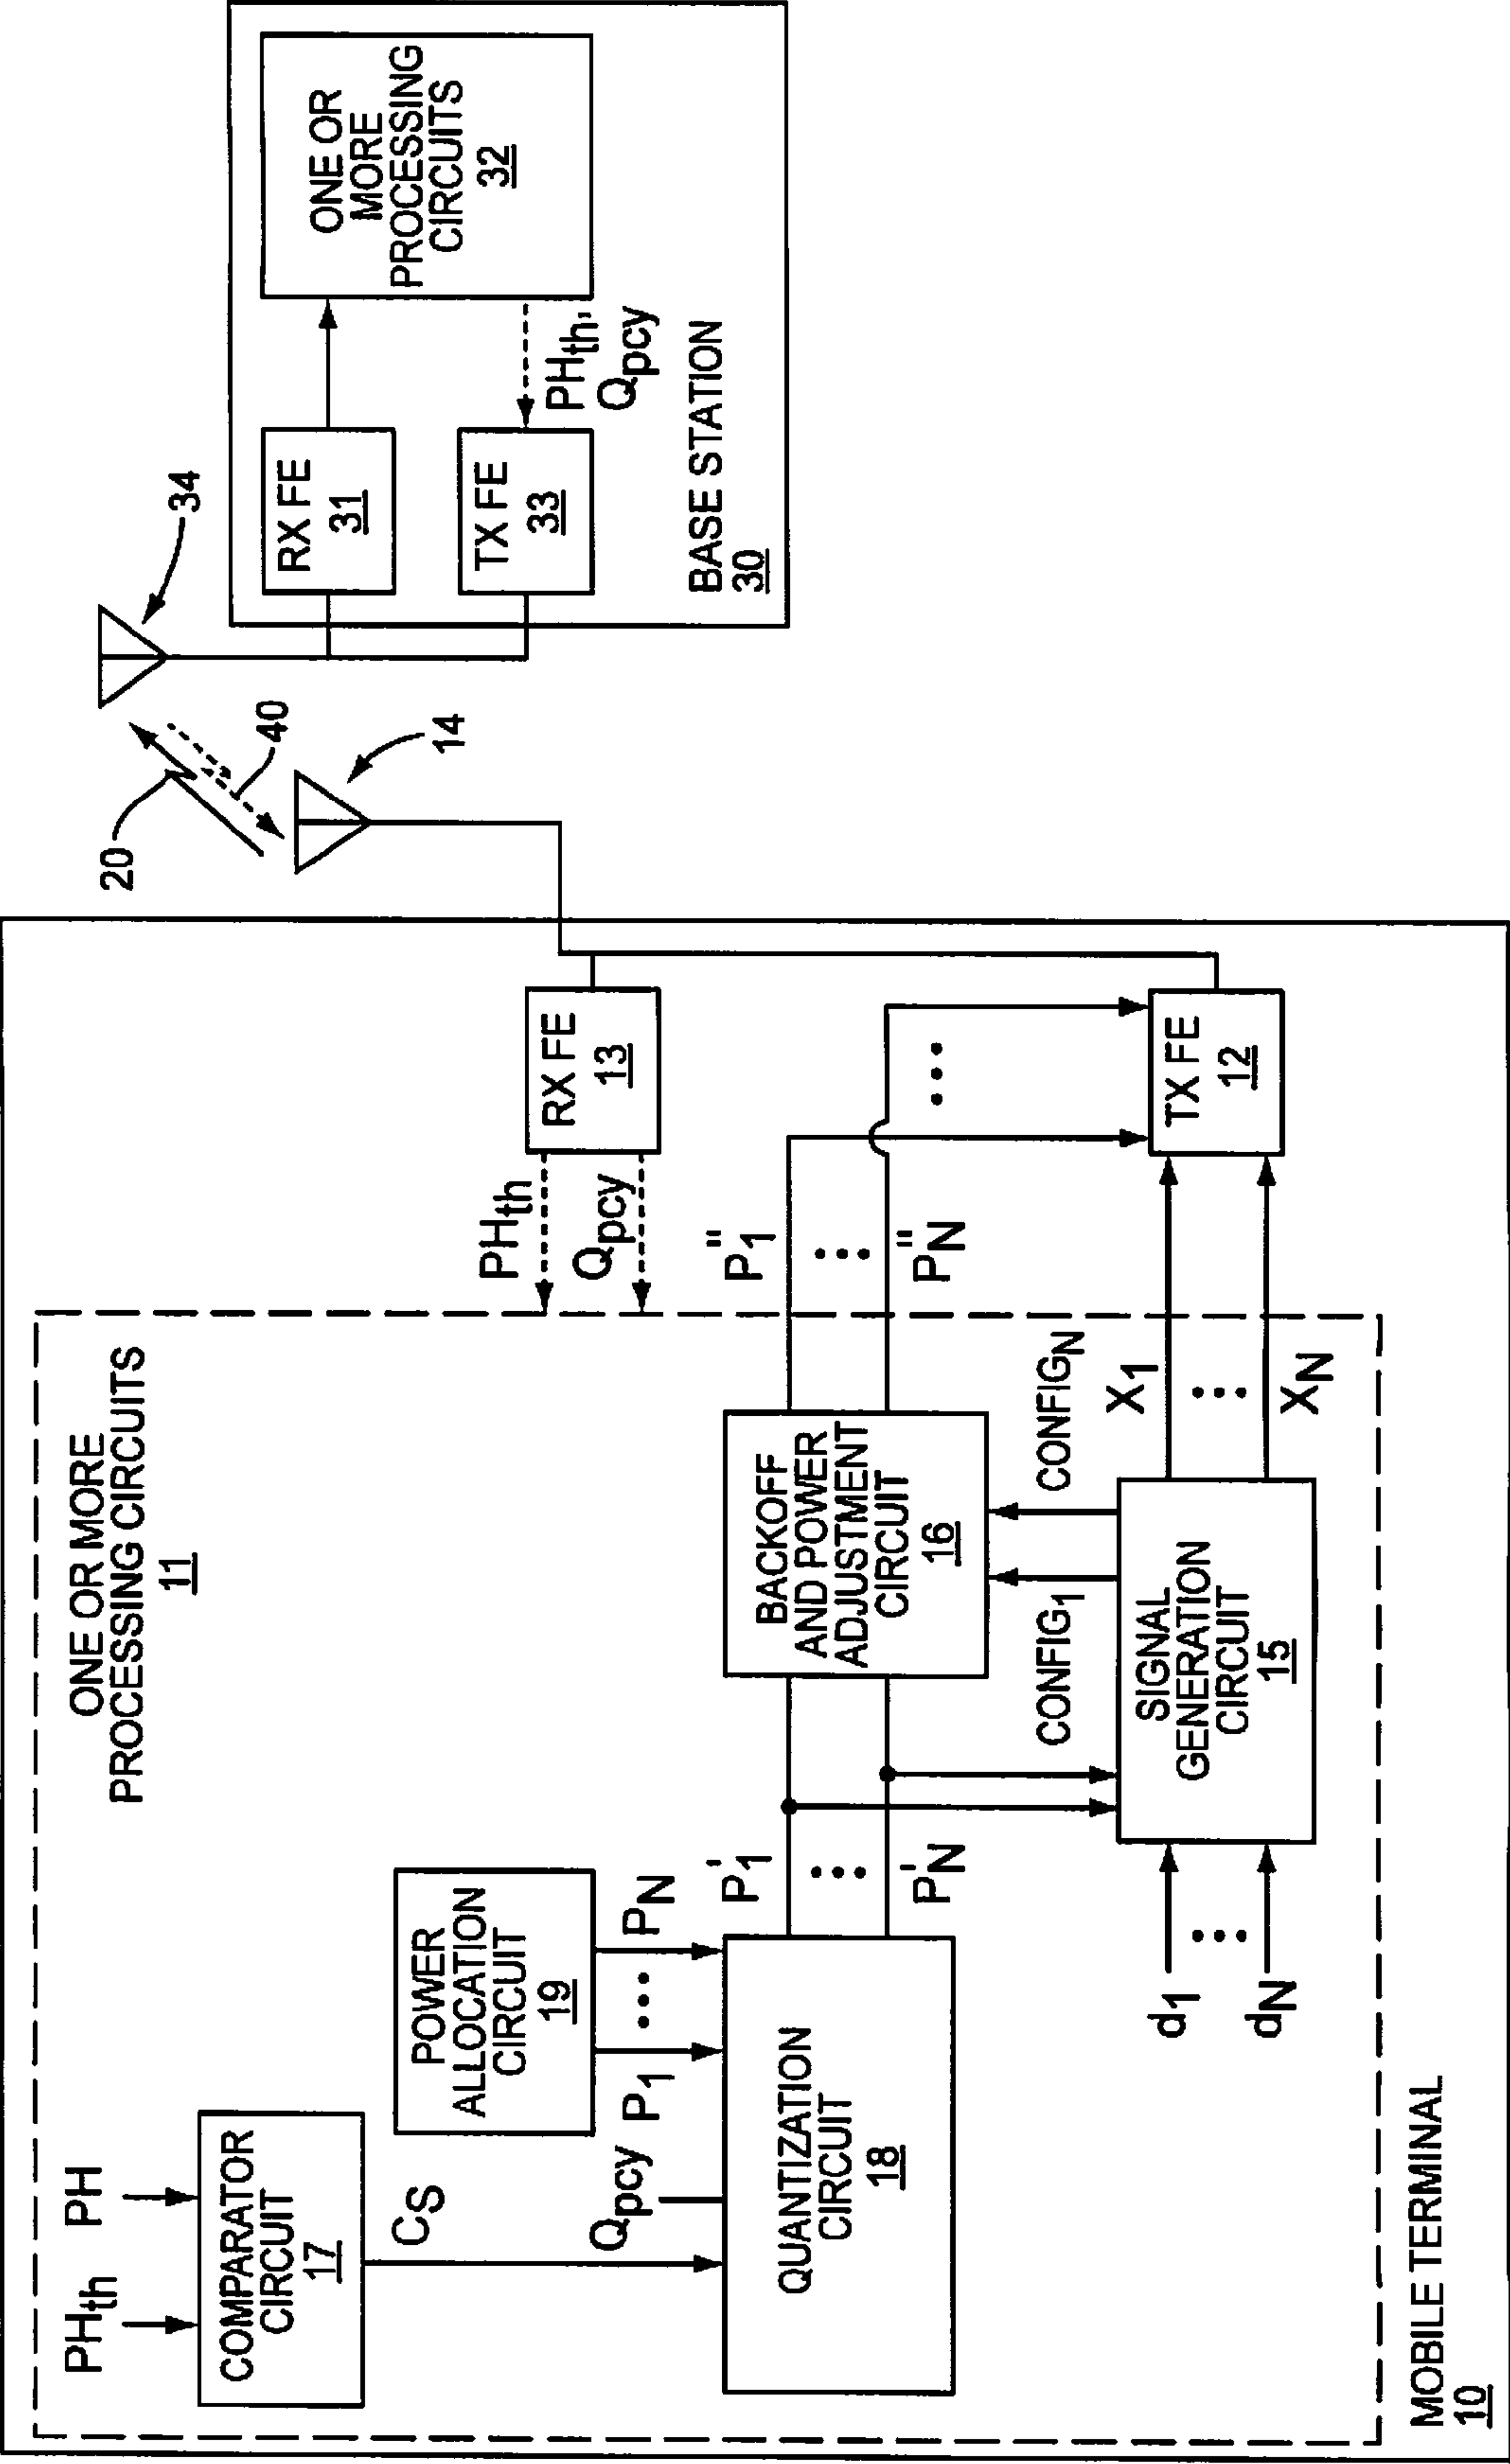 ONE OR MORE
PROCESSING CIRCUITS
11
PHth
PH
COMPARATOR
CIRCUIT
17
CS
POWER
ALLOCATION
CIRCUIT
19
Qpcy
P1
...
PN
QUANTIZATION
CIRCUIT
18
P'1
...
P'N
BACKOFF
AND POWER
ADJUSTMENT
CIRCUIT
16
CONFIG1
CONFIGN
d1
...
dN
SIGNAL
GENERATION
CIRCUIT
15
X1
...
XN
P"1
...
P"N
...
PHth
Qpcy
RX FE
13
TX FE
12
MOBILE TERMINAL
10
14
20
40
34
RX FE
31
TX FE
33
PHth,
Qpcy
ONE OR
MORE
PROCESSING
CIRCUITS
32
BASE STATION
30